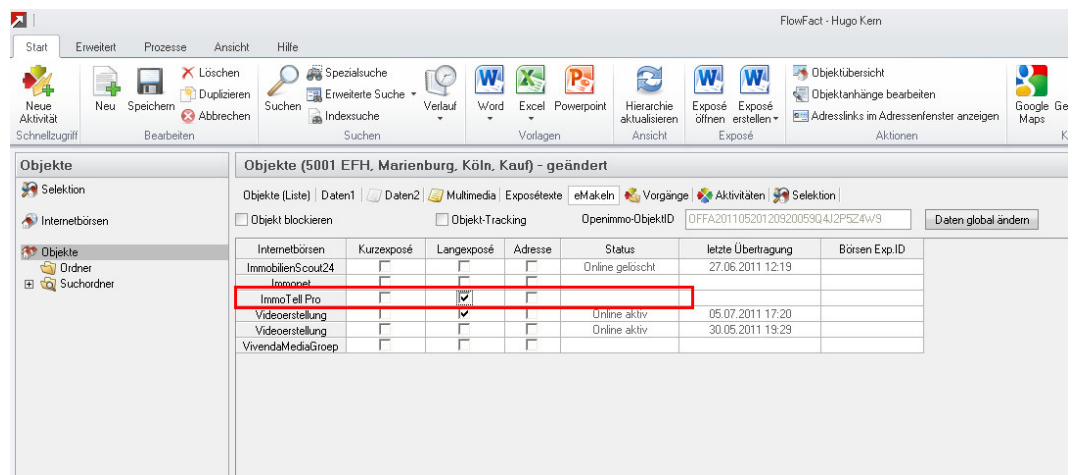 FlowFact - Hugo Kern
Start Erweitert Prozesse Ansicht Hilfe
Neue Aktivität
Schnellzugriff
Neu Speichern
Löschen
Duplizieren
Abbrechen
Bearbeiten
Suchen
Spezialsuche
Erweiterte Suche
Indexsuche
Verlauf
Suchen
Word Excel Powerpoint
Vorlagen
Hierarchie aktualisieren
Ansicht
Exposé öffnen
Exposé erstellen
Exposé
Objektübersicht
Objektanhänge bearbeiten
Adresslinks im Adressenfenster anzeigen
Aktionen
Google Maps
Ge
K
Objekte
Selektion
Internetbörsen
Objekte
Ordner
Suchordner
Objekte (5001 EFH, Marienburg, Köln, Kauf) - geändert
Objekte (Liste) Daten1 Daten2 Multimedia Exposétexte eMakeln Vorgänge Aktivitäten Selektion
Objekt blockieren Objekt-Tracking Openimmo-ObjektID OFFA20110520120920059Q4J2P5Z4W9 Daten global ändern
Internetbörsen Kurzexposé Langexposé Adresse Status letzte Übertragung Börsen Exp.ID
ImmobilienScout24 Online gelöscht 27.06.2011 12:19
Immonet
ImmoTell Pro
Videoerstellung Online aktiv 05.07.2011 17:20
Videoerstellung Online aktiv 30.05.2011 19:29
VivendaMediaGroep